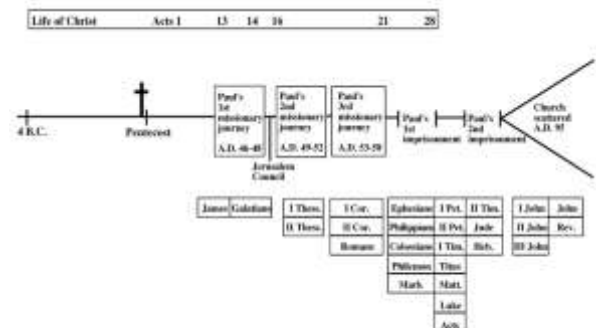 Life of Christ Acts 1 13 14 16 21 28
Paul's 1st missionary journey A.D. 46-48
Paul's 2nd missionary journey A.D. 49-52
Paul's 3rd missionary journey A.D. 53-58
Paul's 1st imprisonment
Paul's 2nd imprisonment
Church scattered A.D. 95
4 B.C.
Pentecost
Jerusalem Council
James Galatians
I Thess.
II Thess.
I Cor.
II Cor.
Romans
Ephesians I Pet. II Tim.
Philippians II Pet. Jude
Colossians I Tim. Heb.
Philemon Titus
Mark Matt.
Luke
Acts
I John John
II John Rev.
III John